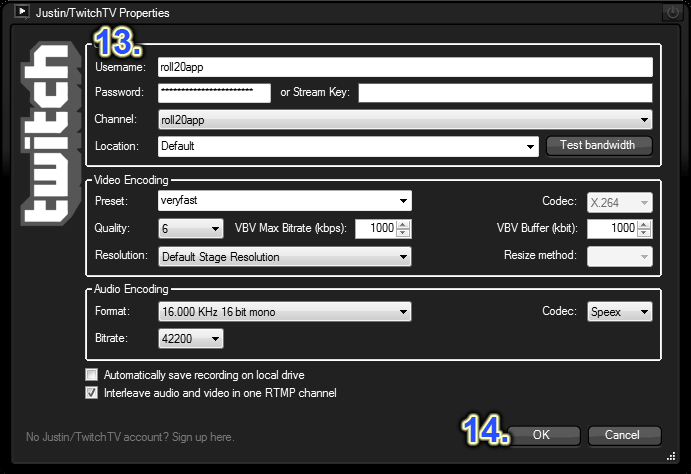 Justin/TwitchTV Properties
13.
twitch
Username: roll20app
Password: *********************** or Stream Key:
Channel: roll20app
Location: Default Test bandwidth
Video Encoding
Preset: veryfast Codec: X.264
Quality: 6 VBV Max Bitrate (kbps): 1000 VBV Buffer (kbit): 1000
Resolution: Default Stage Resolution Resize method:
Audio Encoding
Format: 16.000 KHz 16 bit mono Codec: Speex
Bitrate: 42200
Automatically save recording on local drive
Interleave audio and video in one RTMP channel
No Justin/TwitchTV account? Sign up here. 14. OK Cancel